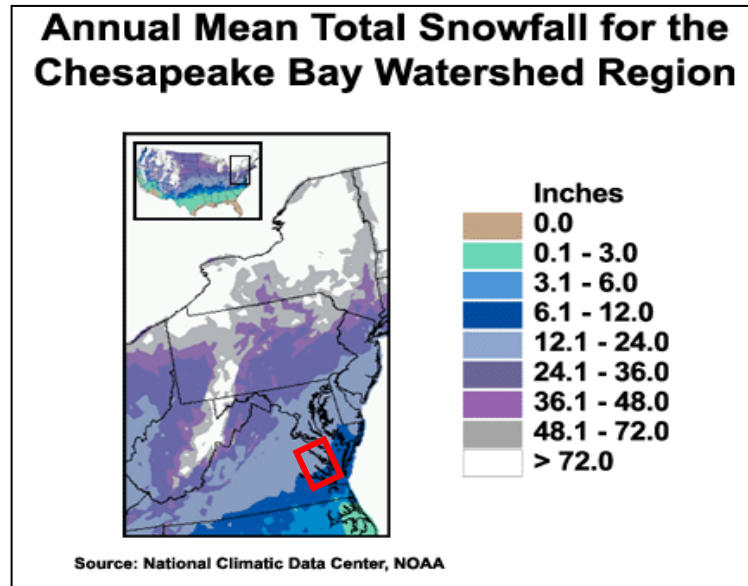 Annual Mean Total Snowfall for the
Chesapeake Bay Watershed Region
Inches
0.0
0.1 - 3.0
3.1 - 6.0
6.1 - 12.0
12.1 - 24.0
24.1 - 36.0
36.1 - 48.0
48.1 - 72.0
> 72.0
Source: National Climatic Data Center, NOAA